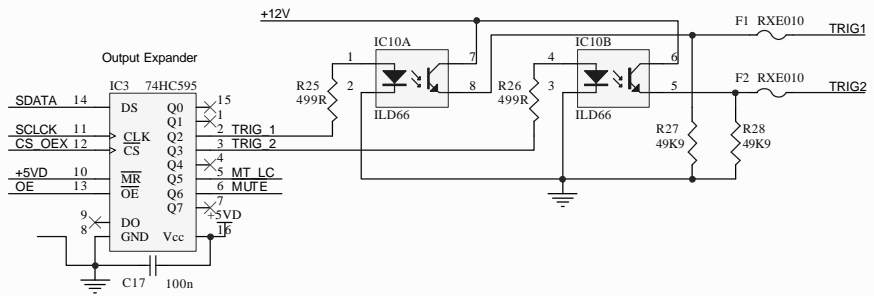 +12V
F1 RXE010
TRIG1
IC10A
IC10B
Output Expander
1
7
4
6
IC3 74HC595
R25
499R
2
8
R26
499R
3
5
F2 RXE010
TRIG2
SDATA 14 DS Q0 15
ILD66
ILD66
Q1 1
SCLCK 11 CLK Q2 2 TRIG_1
R27
49K9
R28
49K9
CS_OEX 12 CS Q3 3 TRIG_2
Q4 4
+5VD 10 MR Q5 5 MT_LC
OE 13 OE Q6 6 MUTE
Q7 7
+5VD
9 DO
8 GND Vcc 16
C17 100n